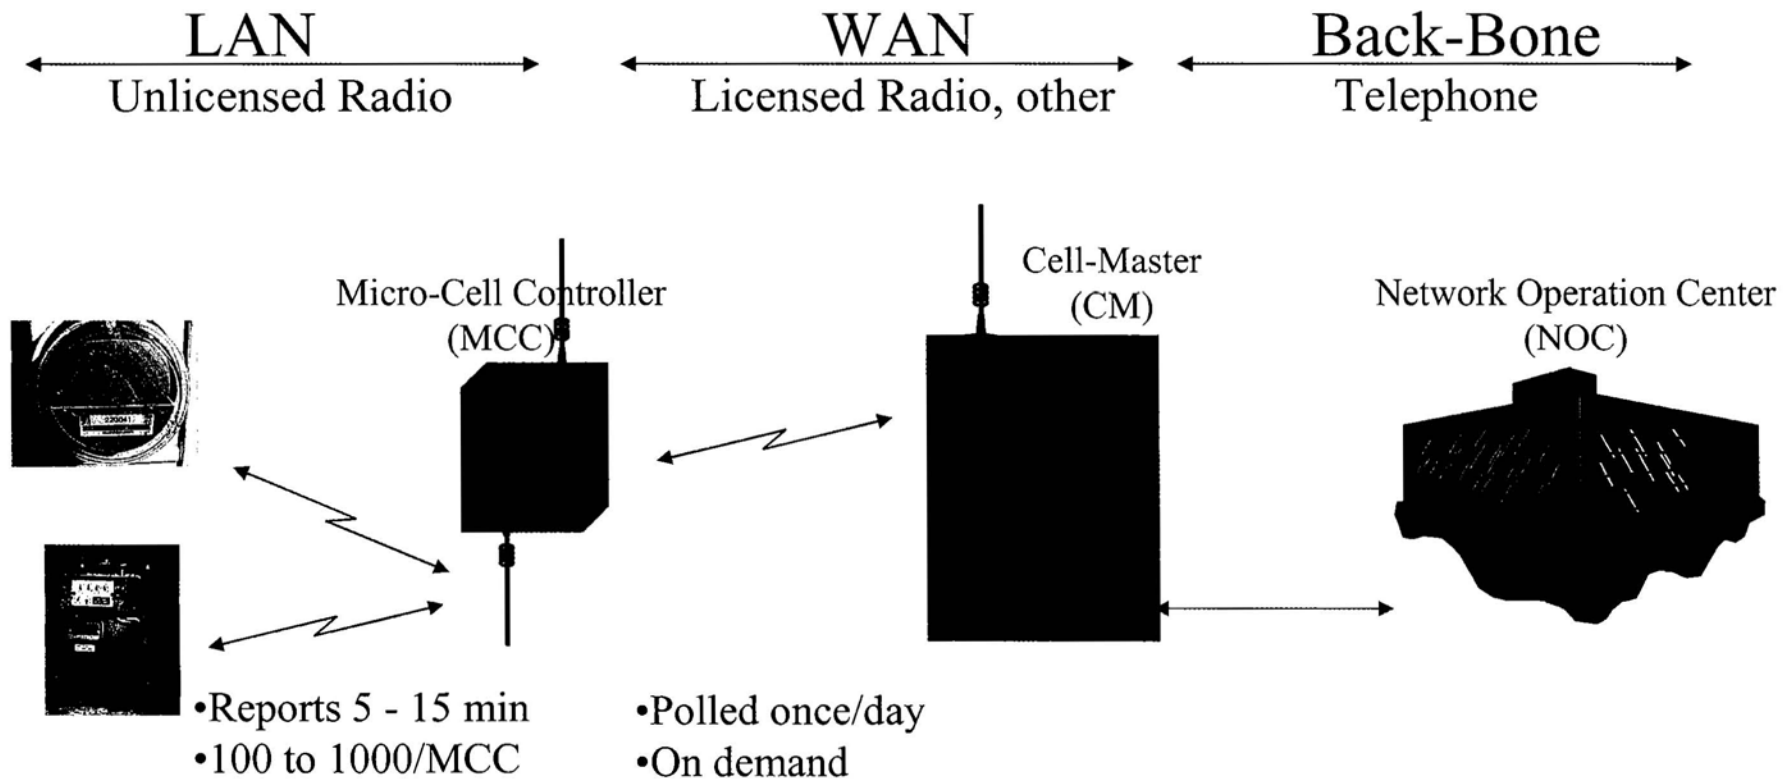 LAN
WAN
Back-Bone
Unlicensed Radio
Licensed Radio, other
Telephone
Micro-Cell Controller
(MCC)
Cell-Master
(CM)
Network Operation Center
(NOC)
•Reports 5 - 15 min
•100 to 1000/MCC
•Polled once/day
•On demand